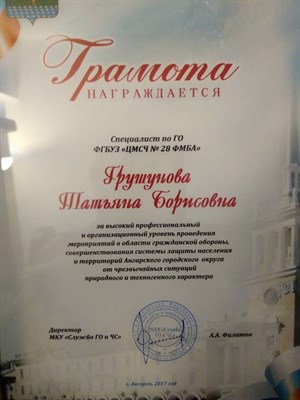 Грамота
НАГРАЖДАЕТСЯ
Специалист по ГО
ФГБУЗ «ЦМСЧ № 28 ФМБА»
Грушунова
Татьяна Борисовна
за высокий профессиональный
и организационный уровень проведения
мероприятий в области гражданской обороны,
совершенствования системы защиты населения
и территорий Ангарского городского округа
от чрезвычайных ситуаций
природного и техногенного характера
Директор
МКУ «Служба ГО и ЧС»
А.А. Филатов
г. Ангарск, 2017 год